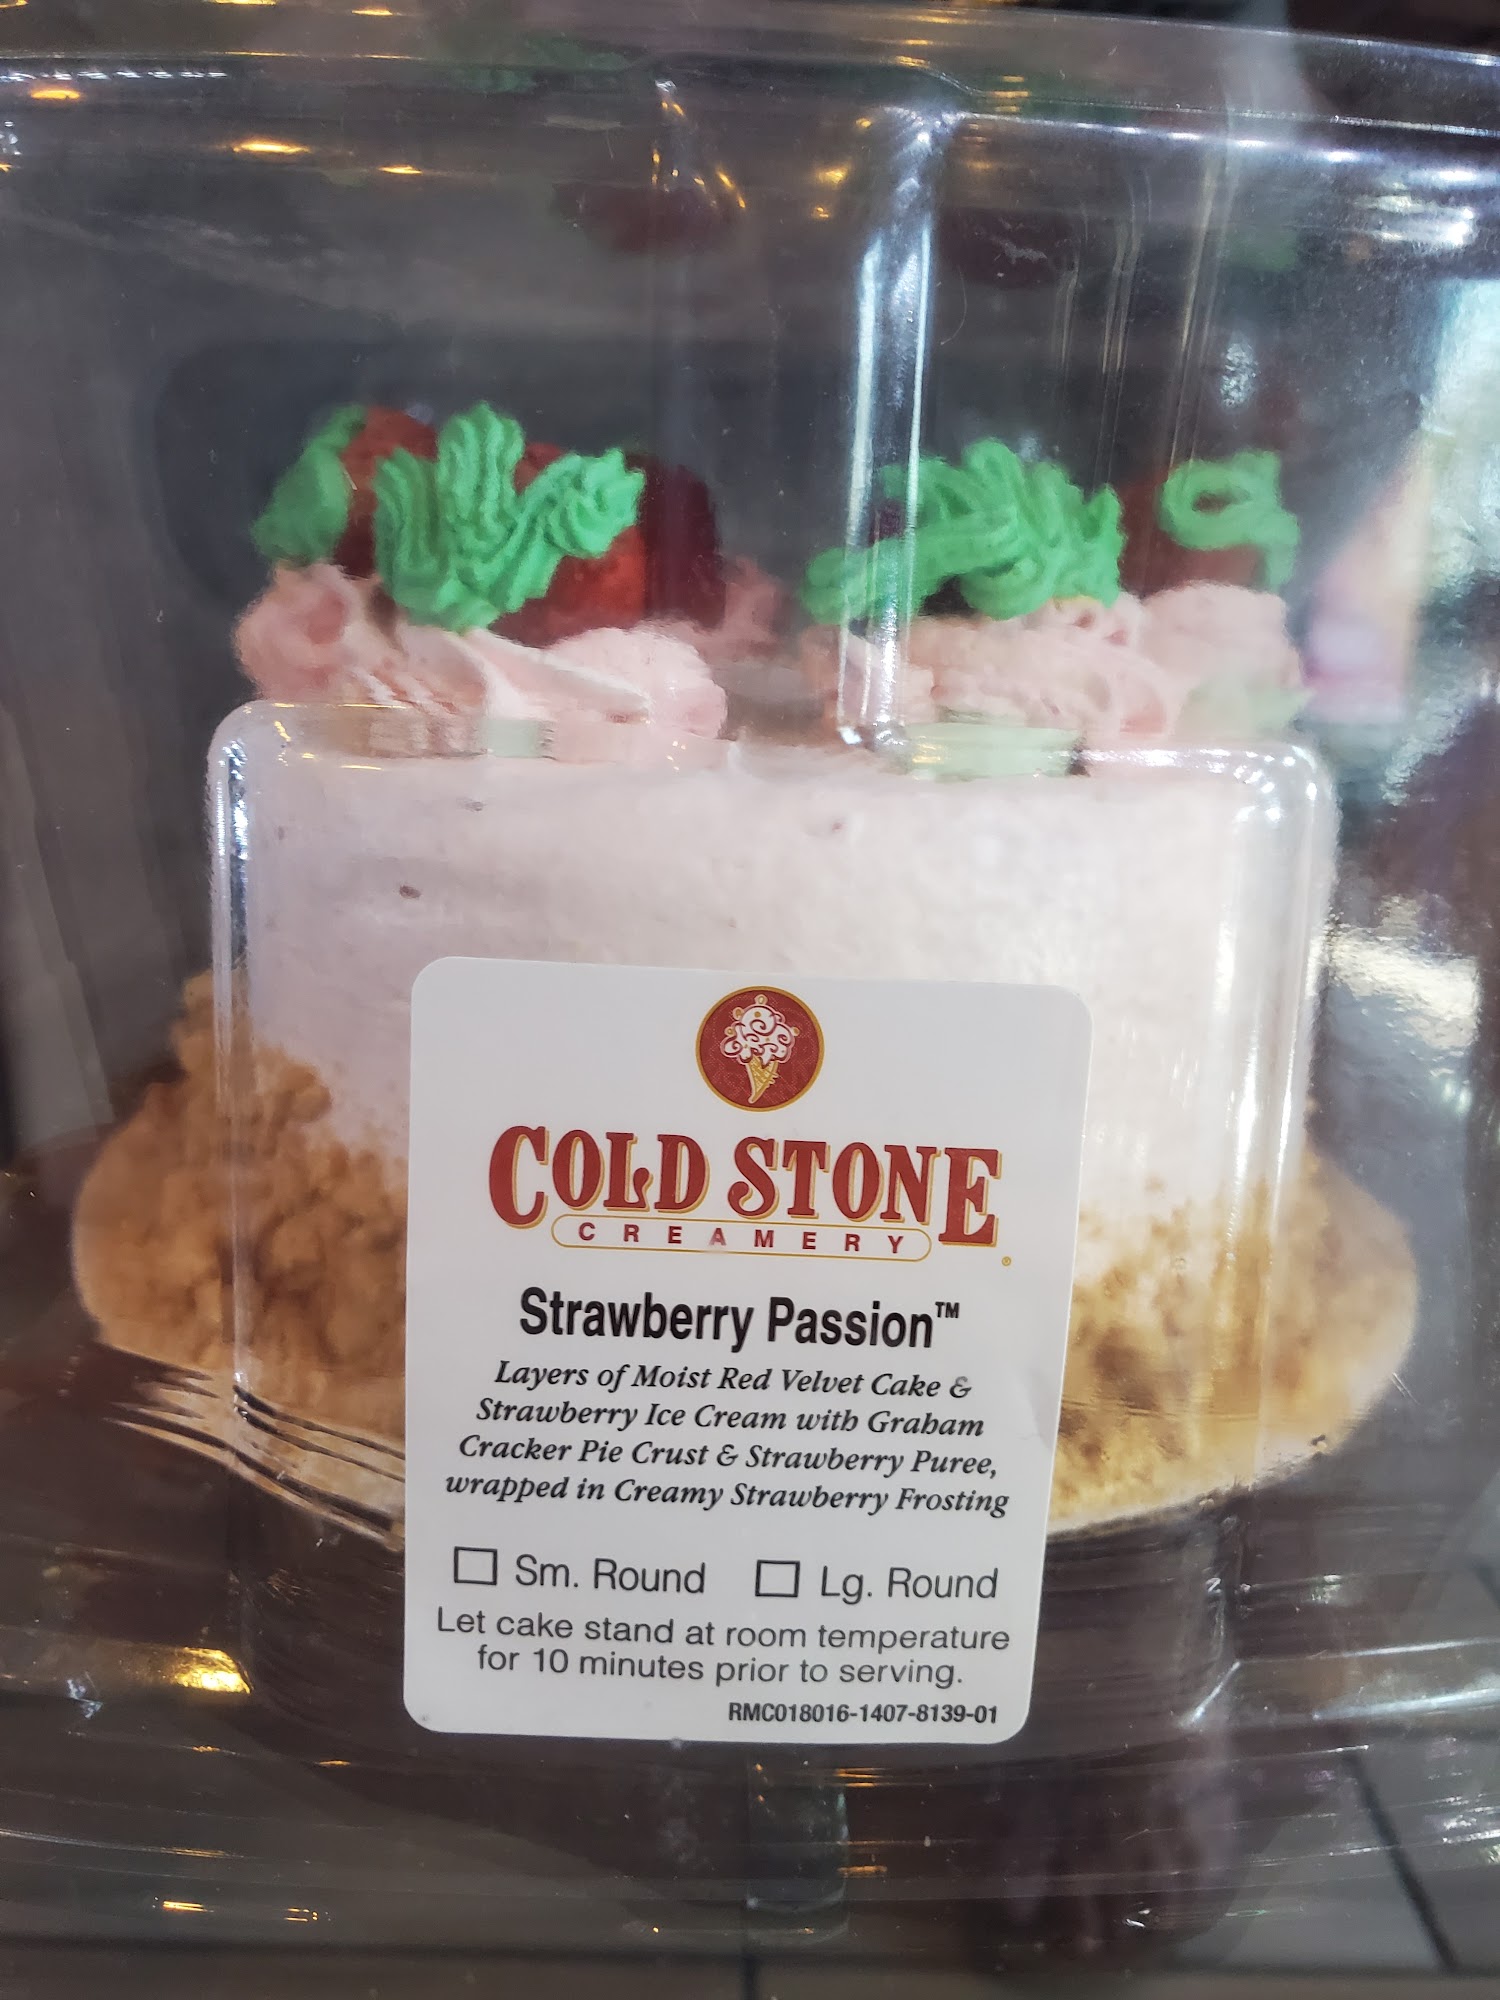 COLD STONE
CREAMERY
Strawberry Passion™
Layers of Moist Red Velvet Cake &
Strawberry Ice Cream with Graham
Cracker Pie Crust & Strawberry Puree,
wrapped in Creamy Strawberry Frosting
☐ Sm. Round ☐ Lg. Round
Let cake stand at room temperature
for 10 minutes prior to serving.
RMC018016-1407-8139-01